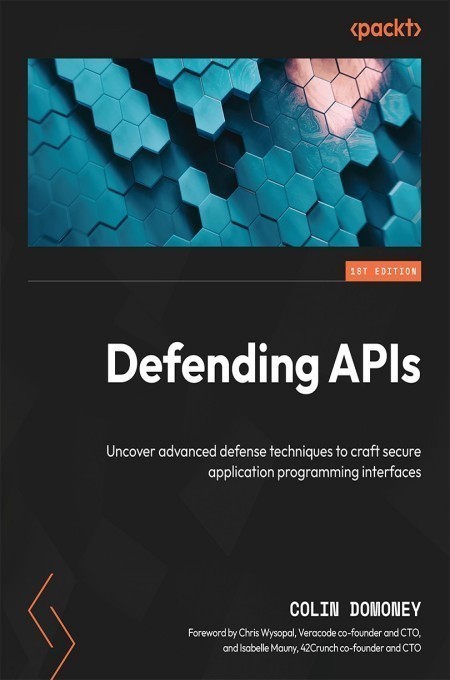 <packt>
1ST EDITION
Defending APIs
Uncover advanced defense techniques to craft secure
application programming interfaces
COLIN DOMONEY
Foreword by Chris Wysopal, Veracode co-founder and CTO,
and Isabelle Mauny, 42Crunch co-founder and CTO